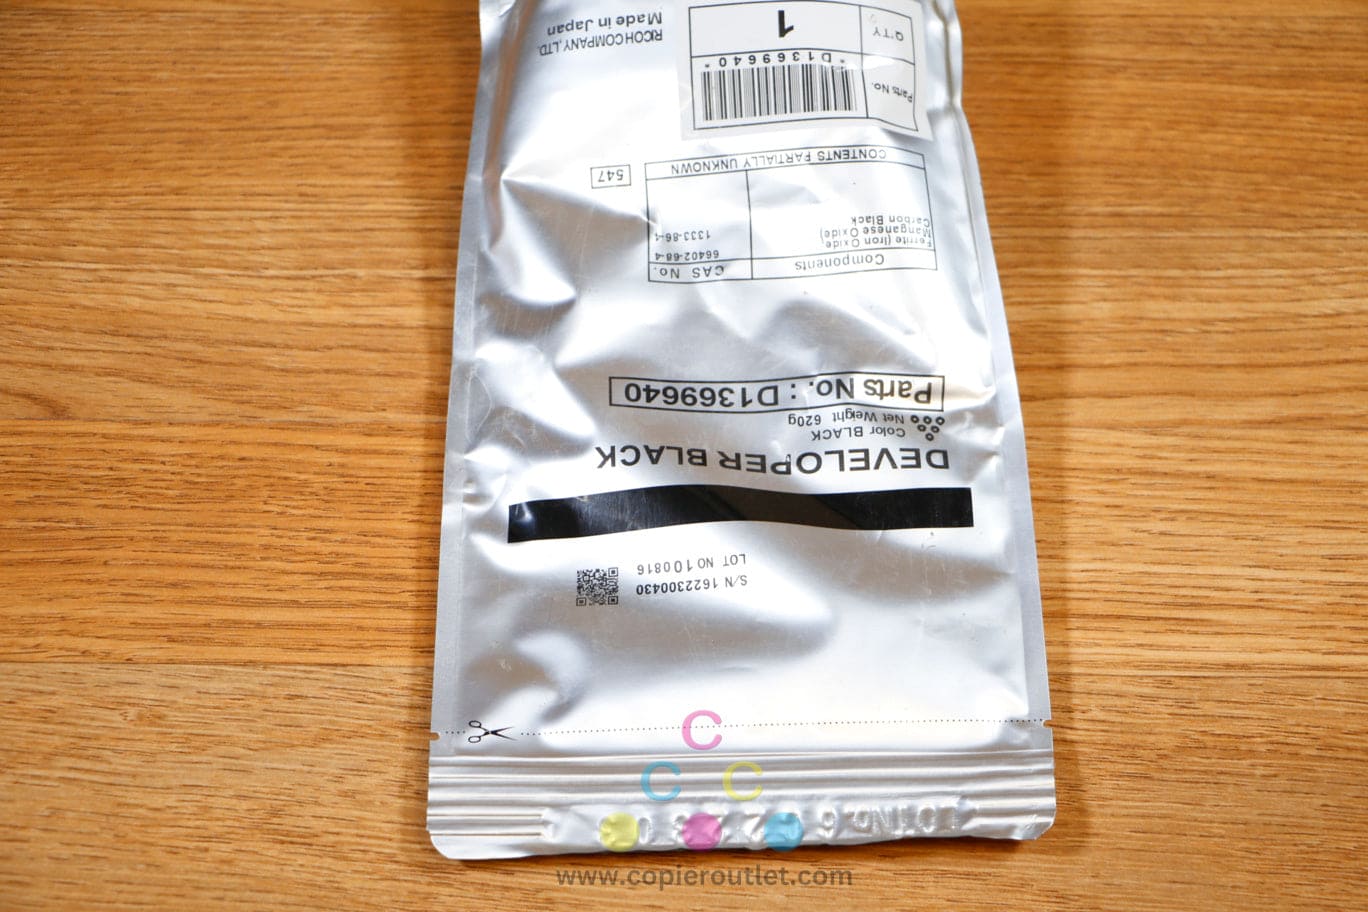 S/N 1622300430
LOT NO 100816
DEVELOPER BLACK
Color BLACK
Net Weight 620g
Parts No. : D1369640
Components CAS No.
Ferrite (Iron Oxide/ 66402-68-4
Manganese Oxide)
Carbon Black 1333-86-4
CONTENTS PARTIALLY UNKNOWN
547
Parts No.
*D1369640*
Q'TY 1
RICOH COMPANY, LTD.
Made in Japan
C
C C
www.copieroutlet.com